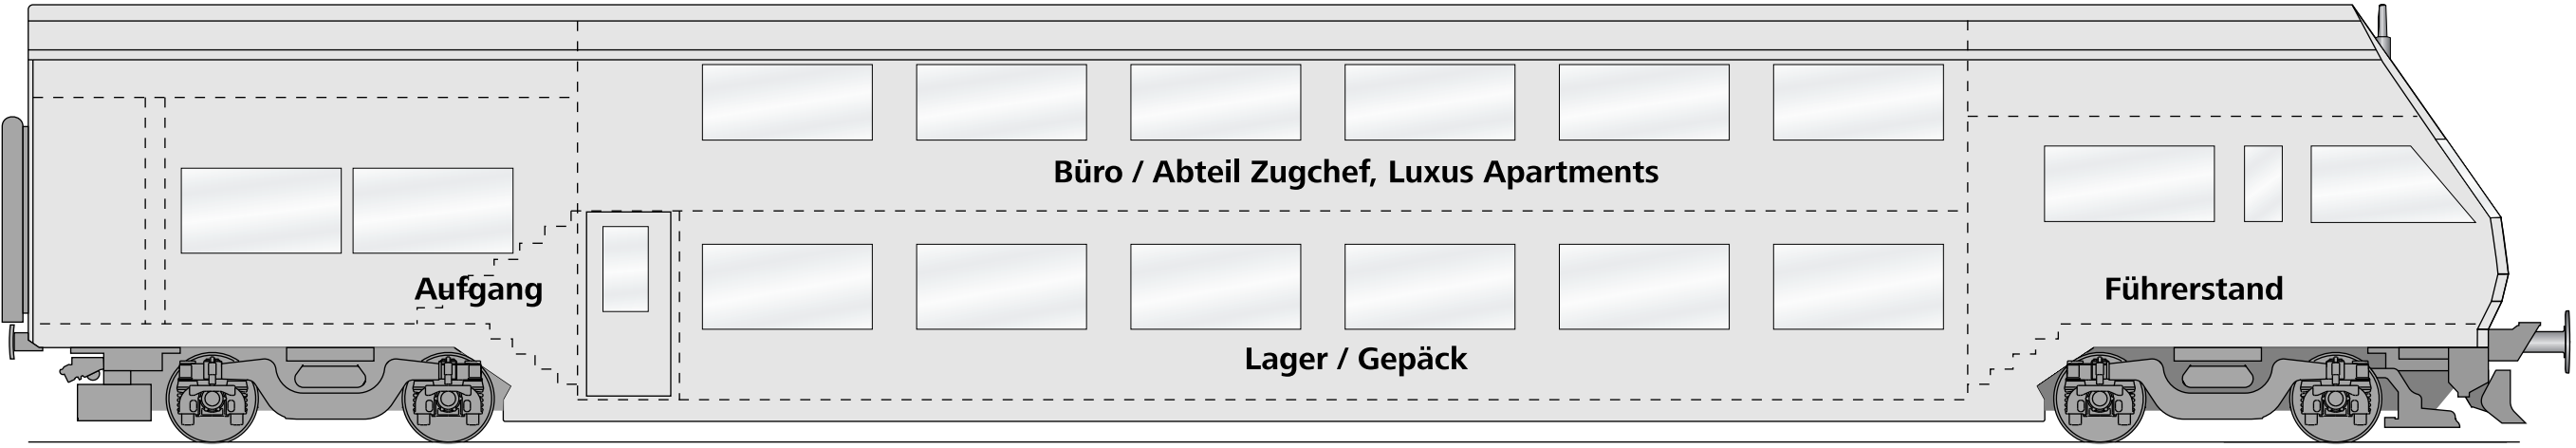 Büro / Abteil Zugchef, Luxus Apartments
Aufgang
Führerstand
Lager / Gepäck